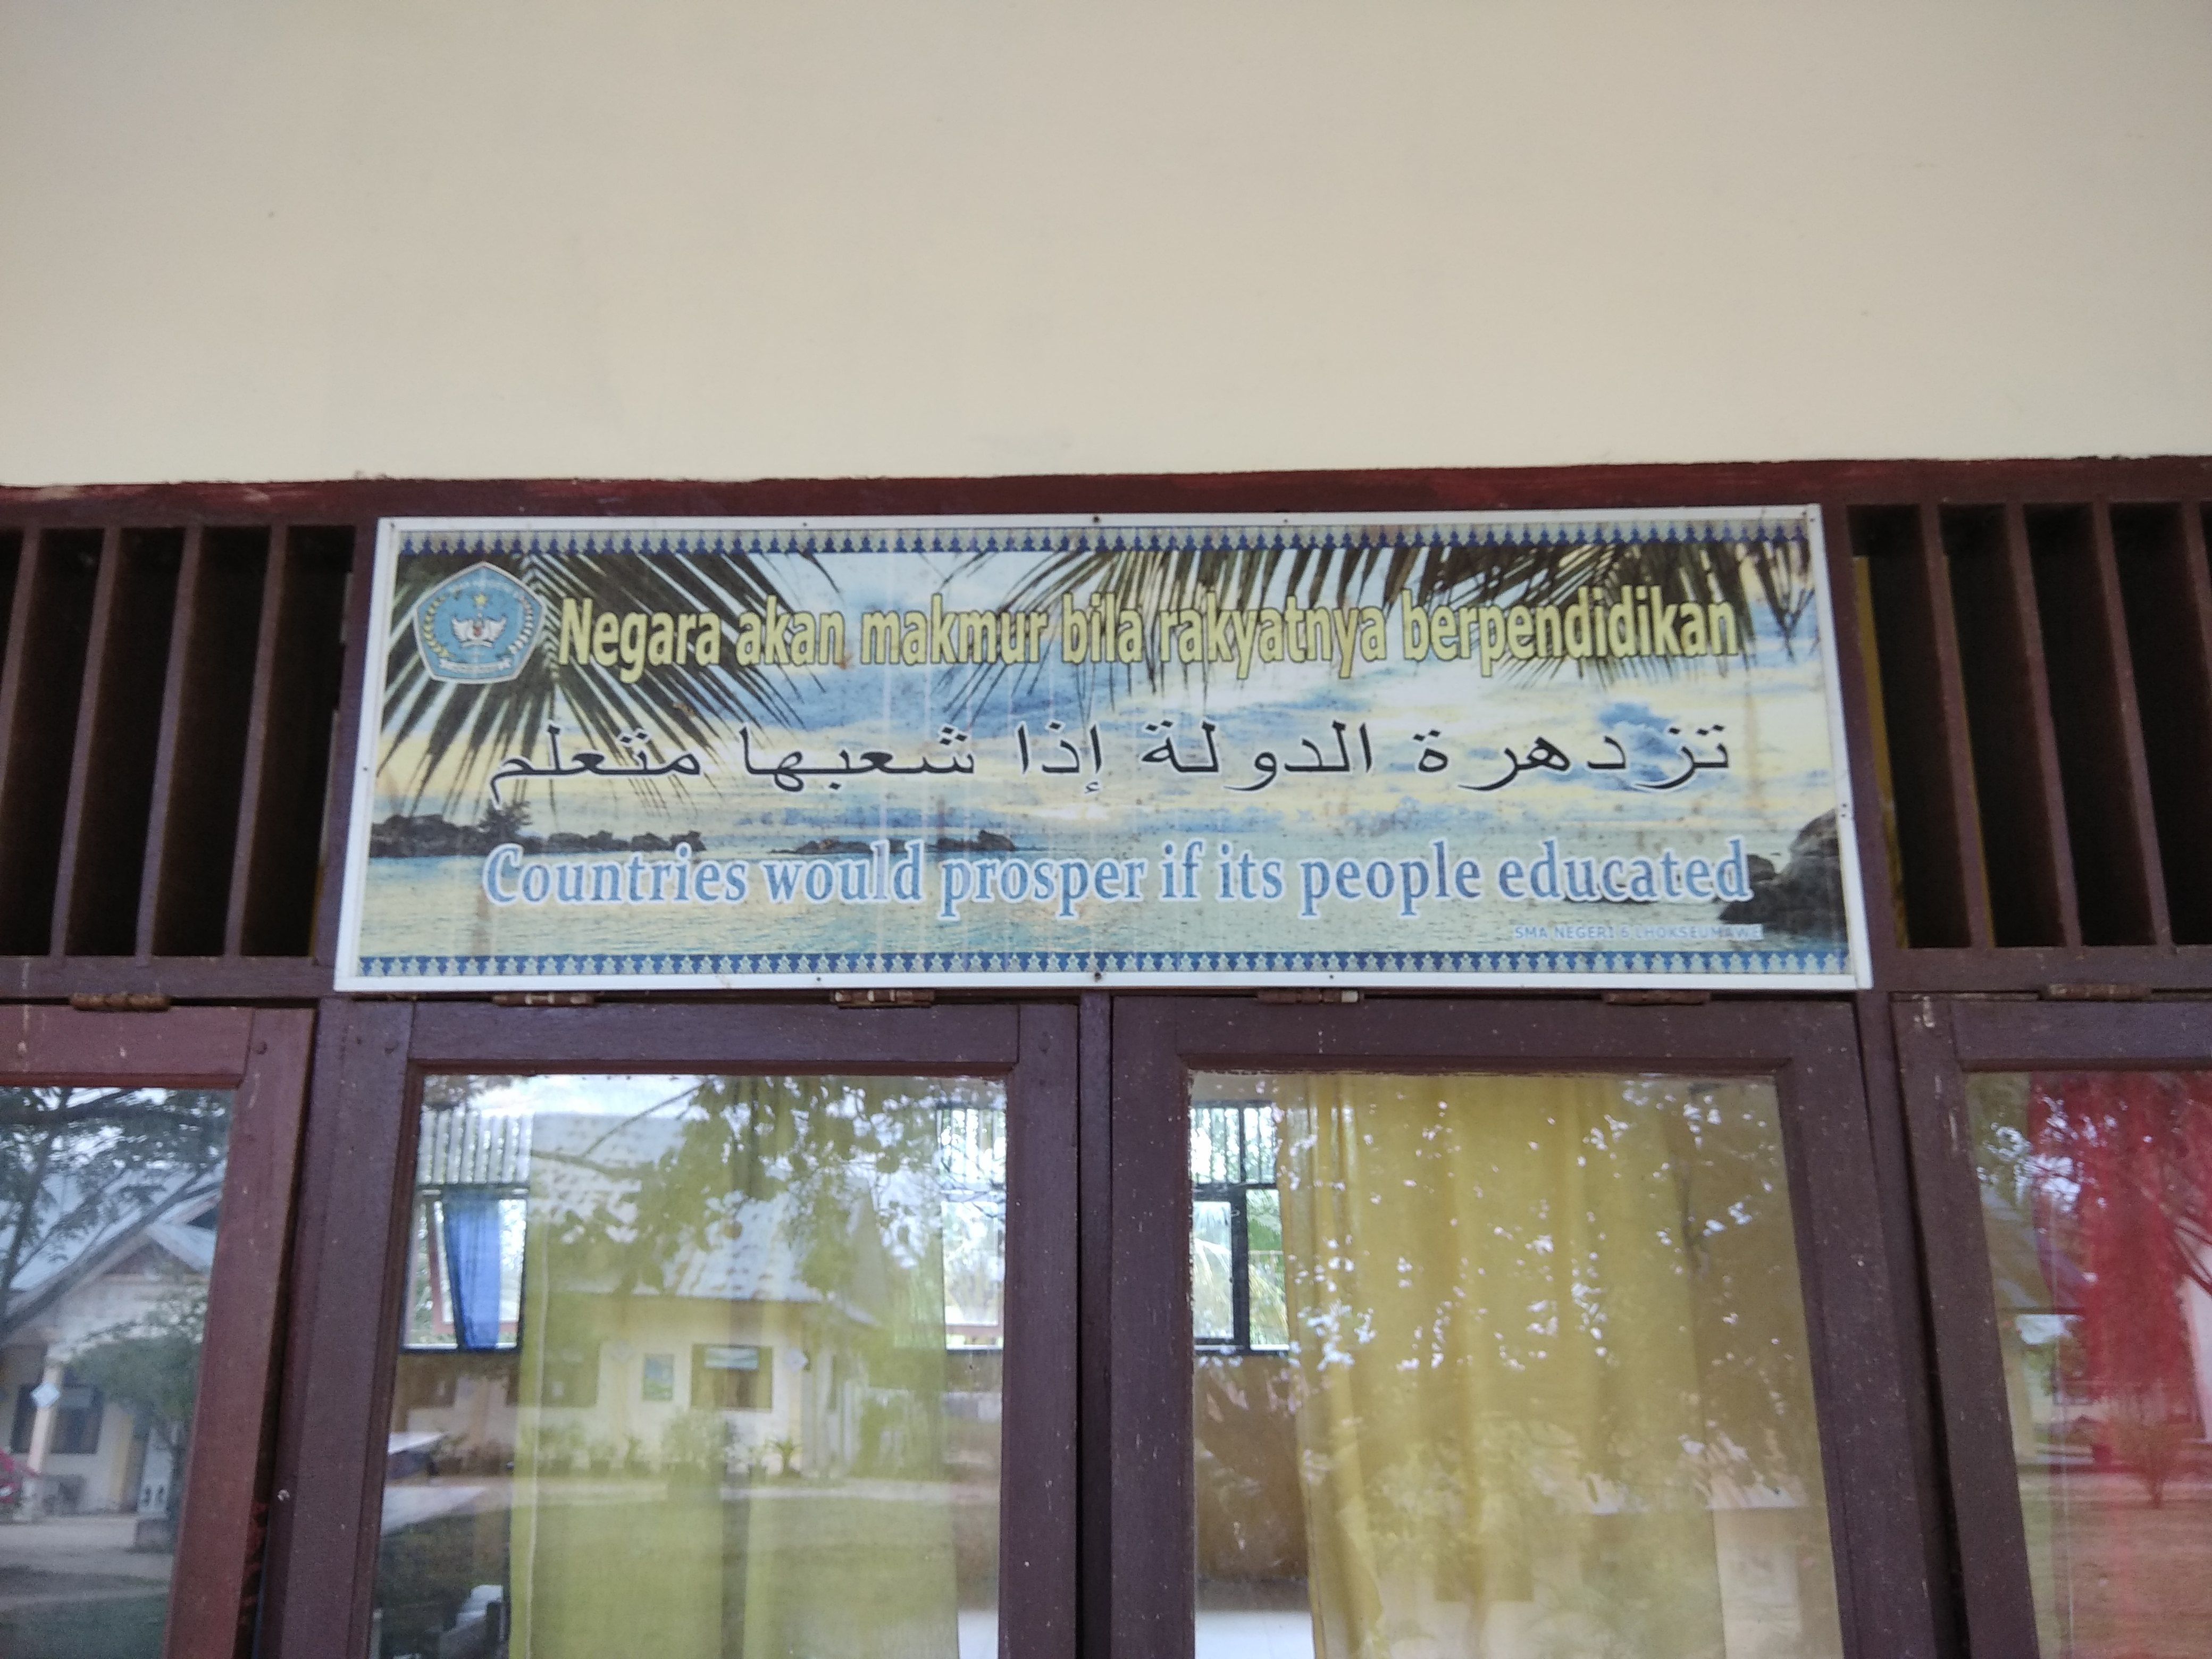 Negara akan makmur bila rakyatnya berpendidikan
تزدهرة الدولة إذا شعبها متعلم
Countries would prosper if its people educated
SMA NEGERI 6 LHOKSEUMAWE